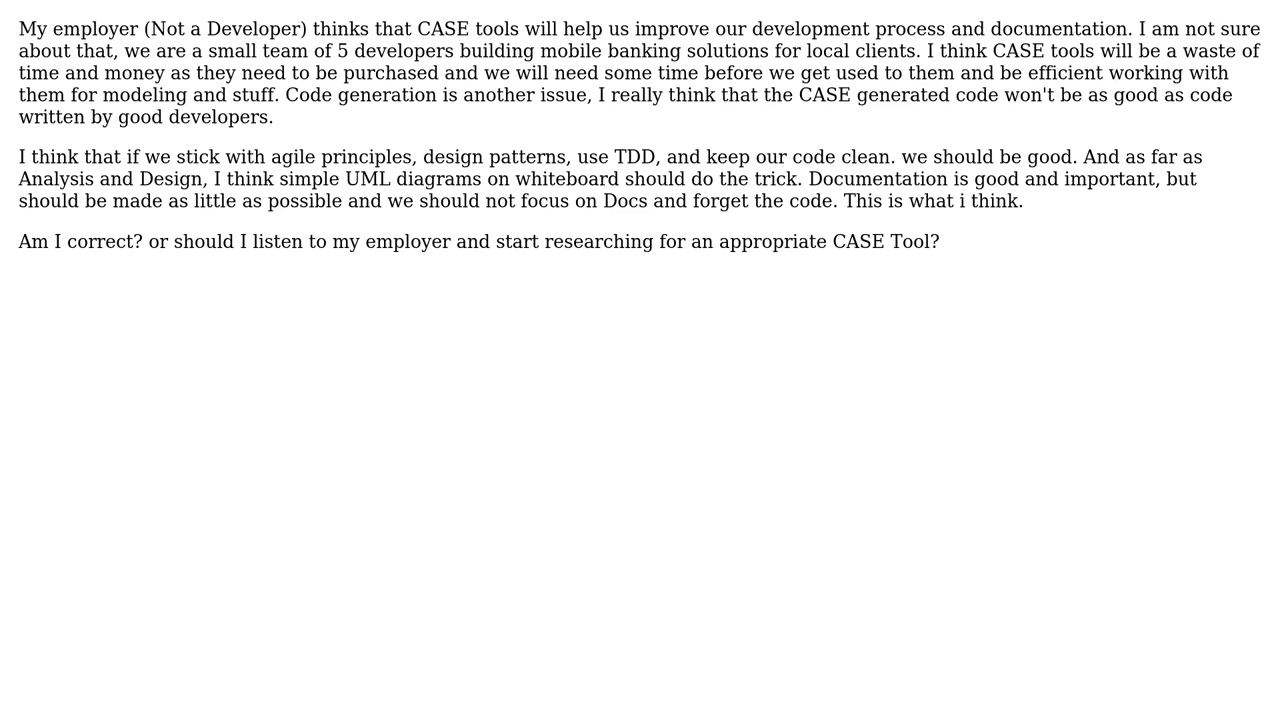 My employer (Not a Developer) thinks that CASE tools will help us improve our development process and documentation. I am not sure
about that, we are a small team of 5 developers building mobile banking solutions for local clients. I think CASE tools will be a waste of
time and money as they need to be purchased and we will need some time before we get used to them and be efficient working with
them for modeling and stuff. Code generation is another issue, I really think that the CASE generated code won't be as good as code
written by good developers.
I think that if we stick with agile principles, design patterns, use TDD, and keep our code clean. we should be good. And as far as
Analysis and Design, I think simple UML diagrams on whiteboard should do the trick. Documentation is good and important, but
should be made as little as possible and we should not focus on Docs and forget the code. This is what i think.
Am I correct? or should I listen to my employer and start researching for an appropriate CASE Tool?